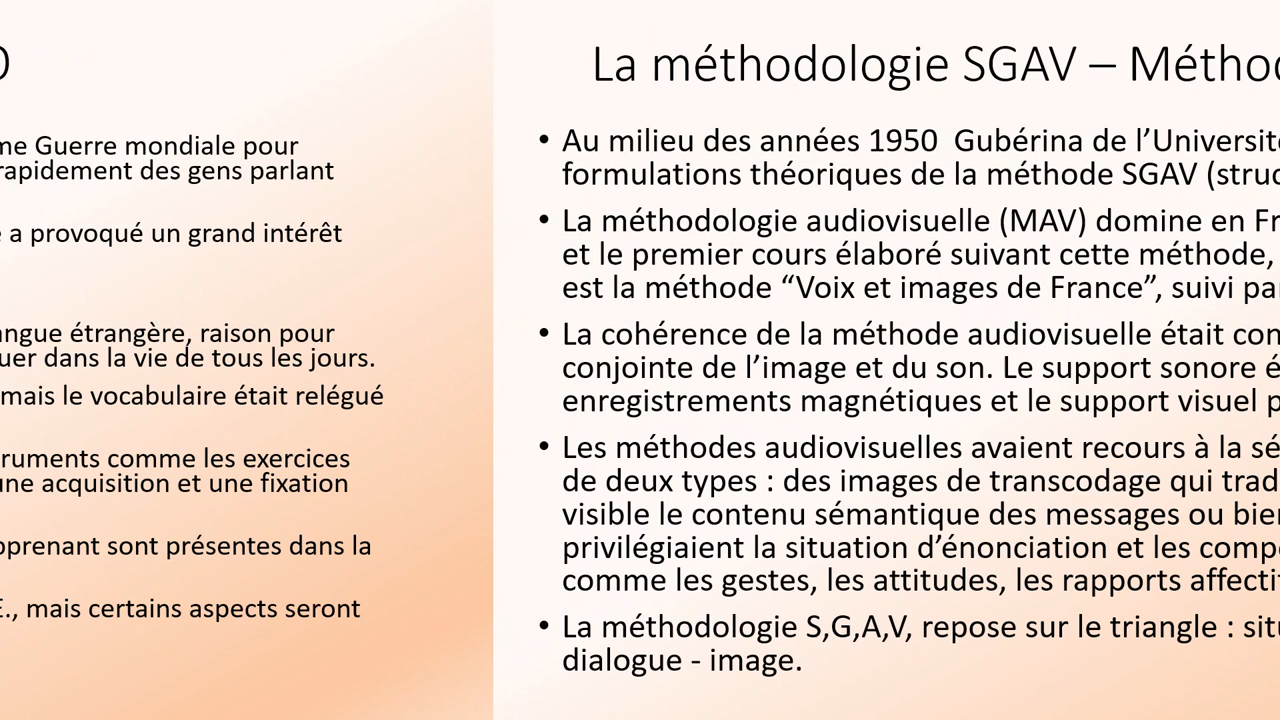 me Guerre mondiale pour
rapidement des gens parlant
a provoqué un grand intérêt
langue étrangère, raison pour
uer dans la vie de tous les jours.
mais le vocabulaire était relégué
ruments comme les exercices
une acquisition et une fixation
pprenant sont présentes dans la
E., mais certains aspects seront
La méthodologie SGAV – Métho
• Au milieu des années 1950 Gubérina de l’Universit
formulations théoriques de la méthode SGAV (struc
• La méthodologie audiovisuelle (MAV) domine en Fr
et le premier cours élaboré suivant cette méthode,
est la méthode “Voix et images de France”, suivi pa
• La cohérence de la méthode audiovisuelle était con
conjointe de l’image et du son. Le support sonore é
enregistrements magnétiques et le support visuel p
• Les méthodes audiovisuelles avaient recours à la sé
de deux types : des images de transcodage qui trad
visible le contenu sémantique des messages ou bien
privilégiaient la situation d’énonciation et les comp
comme les gestes, les attitudes, les rapports affecti
• La méthodologie S,G,A,V, repose sur le triangle : situ
dialogue - image.